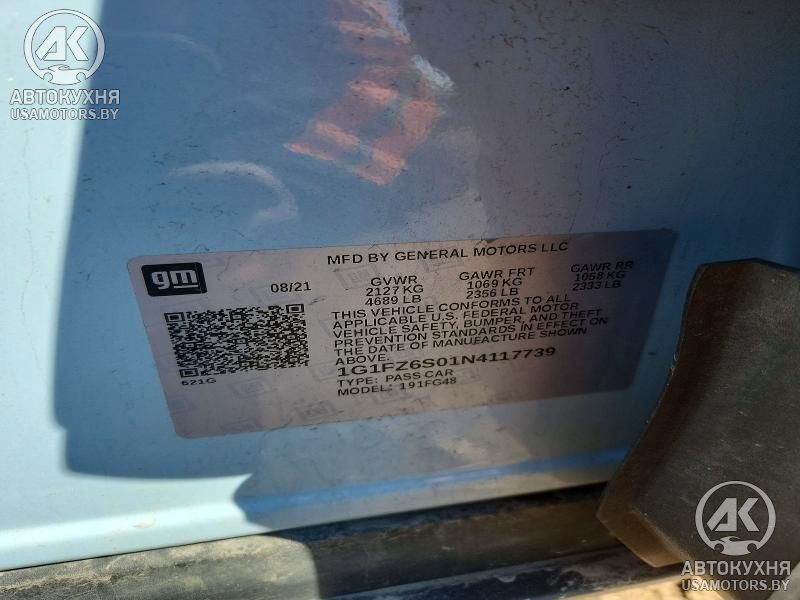 AK
АВТОКУХНЯ
USAMOTORS.BY
gm
MFD BY GENERAL MOTORS LLC
08/21
GVWR GAWR FRT GAWR RR
2127 KG 1069 KG 1058 KG
4689 LB 2356 LB 2333 LB
THIS VEHICLE CONFORMS TO ALL
APPLICABLE U.S. FEDERAL MOTOR
VEHICLE SAFETY, BUMPER, AND THEFT
PREVENTION STANDARDS IN EFFECT ON
THE DATE OF MANUFACTURE SHOWN
ABOVE.
1G1FZ6S01N4117739
TYPE: PASS CAR
MODEL: 191FG48
621G
AK
АВТОКУХНЯ
USAMOTORS.BY